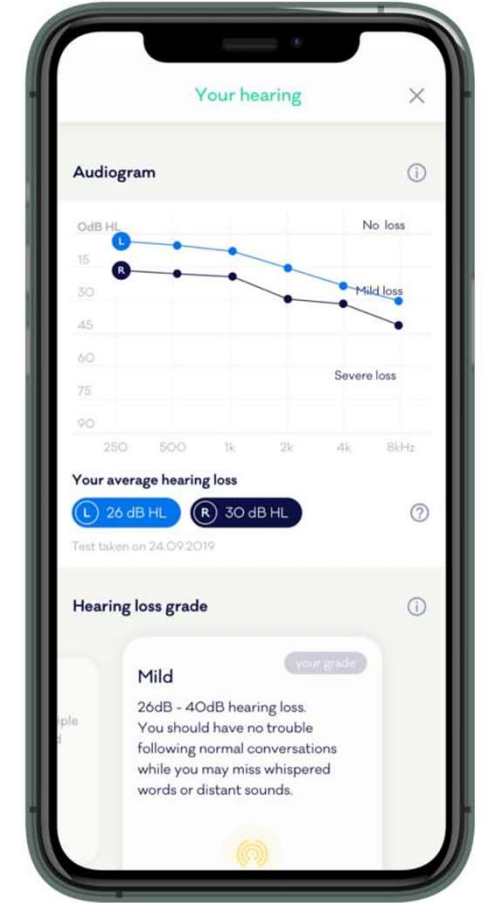 Your hearing
Audiogram
0dB HL
No loss
L
15
R
30
Mild loss
45
60
Severe loss
75
90
250 500 1k 2k 4k 8kHz
Your average hearing loss
L 26 dB HL R 30 dB HL
Test taken on 24.09.2019
Hearing loss grade
your grade
Mild
26dB - 40dB hearing loss.
You should have no trouble
following normal conversations
while you may miss whispered
words or distant sounds.